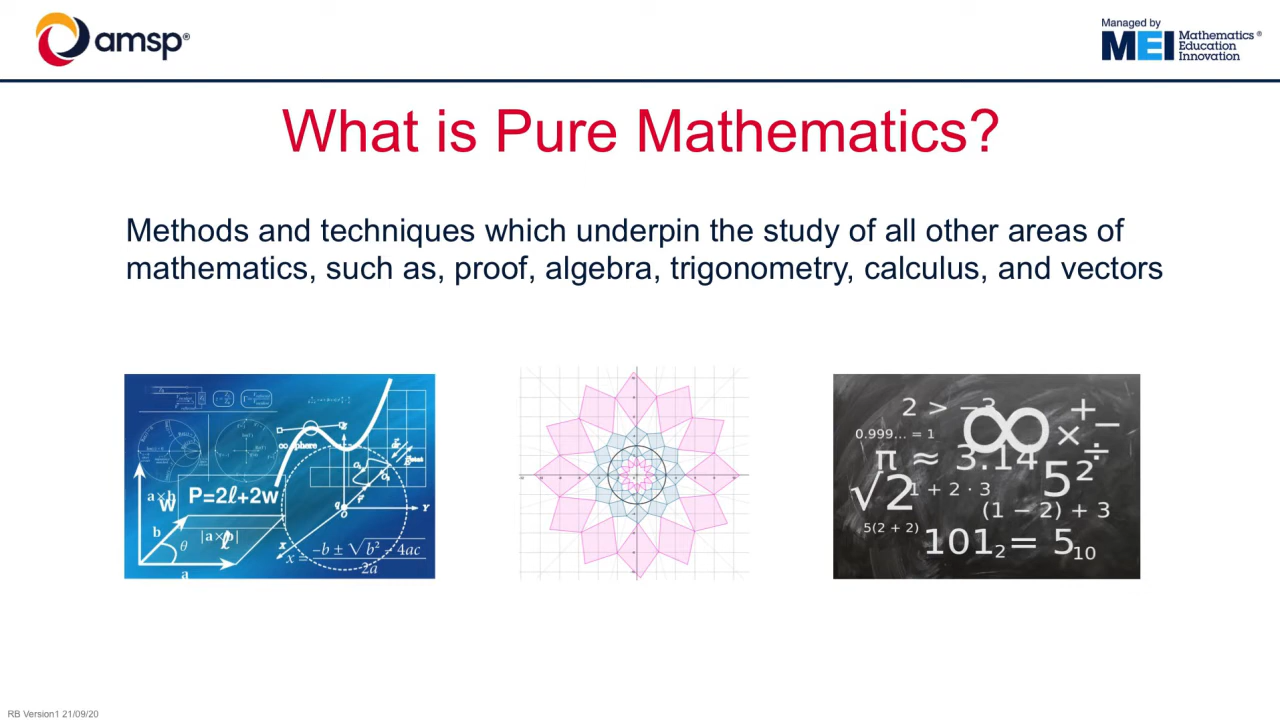 amsp®
Managed by
MEI Mathematics®
Education
Innovation
What is Pure Mathematics?
Methods and techniques which underpin the study of all other areas of
mathematics, such as, proof, algebra, trigonometry, calculus, and vectors
∞ sphere
Y
a×b
W
P=2ℓ+2w
b
|a×b|
ℓ
θ
a
x
x = −b ± √b² − 4ac
2a
2 > −3
∞
+
−
×
÷
0.999... = 1
π ≈ 3.14
√2
1 + 2 · 3
5²
(1 − 2) + 3
5(2 + 2)
101₂ = 5₁₀
RB Version1 21/09/20